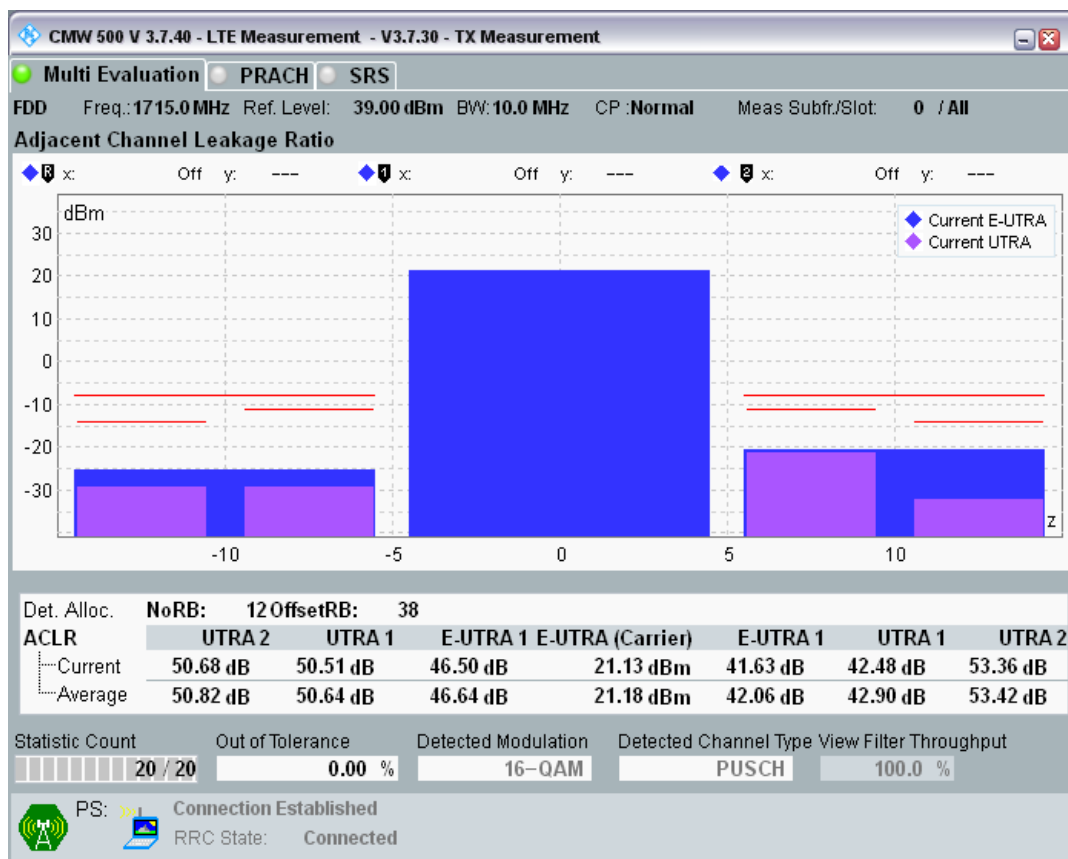 CMW 500 V 3.7.40 - LTE Measurement - V3.7.30 - TX Measurement
Multi Evaluation PRACH SRS
FDD Freq.:1715.0 MHz Ref. Level: 39.00 dBm BW:10.0 MHz CP :Normal Meas Subfr./Slot: 0 / All
Adjacent Channel Leakage Ratio
R x: Off y: --- 1 x: Off y: --- 2 x: Off y: ---
dBm
Current E-UTRA
Current UTRA
30
20
10
0
-10
-20
-30
z
-10 -5 0 5 10
Det. Alloc. NoRB: 12 OffsetRB: 38
ACLR UTRA 2 UTRA 1 E-UTRA 1 E-UTRA (Carrier) E-UTRA 1 UTRA 1 UTRA 2
Current 50.68 dB 50.51 dB 46.50 dB 21.13 dBm 41.63 dB 42.48 dB 53.36 dB
Average 50.82 dB 50.64 dB 46.64 dB 21.18 dBm 42.06 dB 42.90 dB 53.42 dB
Statistic Count Out of Tolerance Detected Modulation Detected Channel Type View Filter Throughput
20 / 20 0.00 % 16-QAM PUSCH 100.0 %
PS: Connection Established
RRC State: Connected